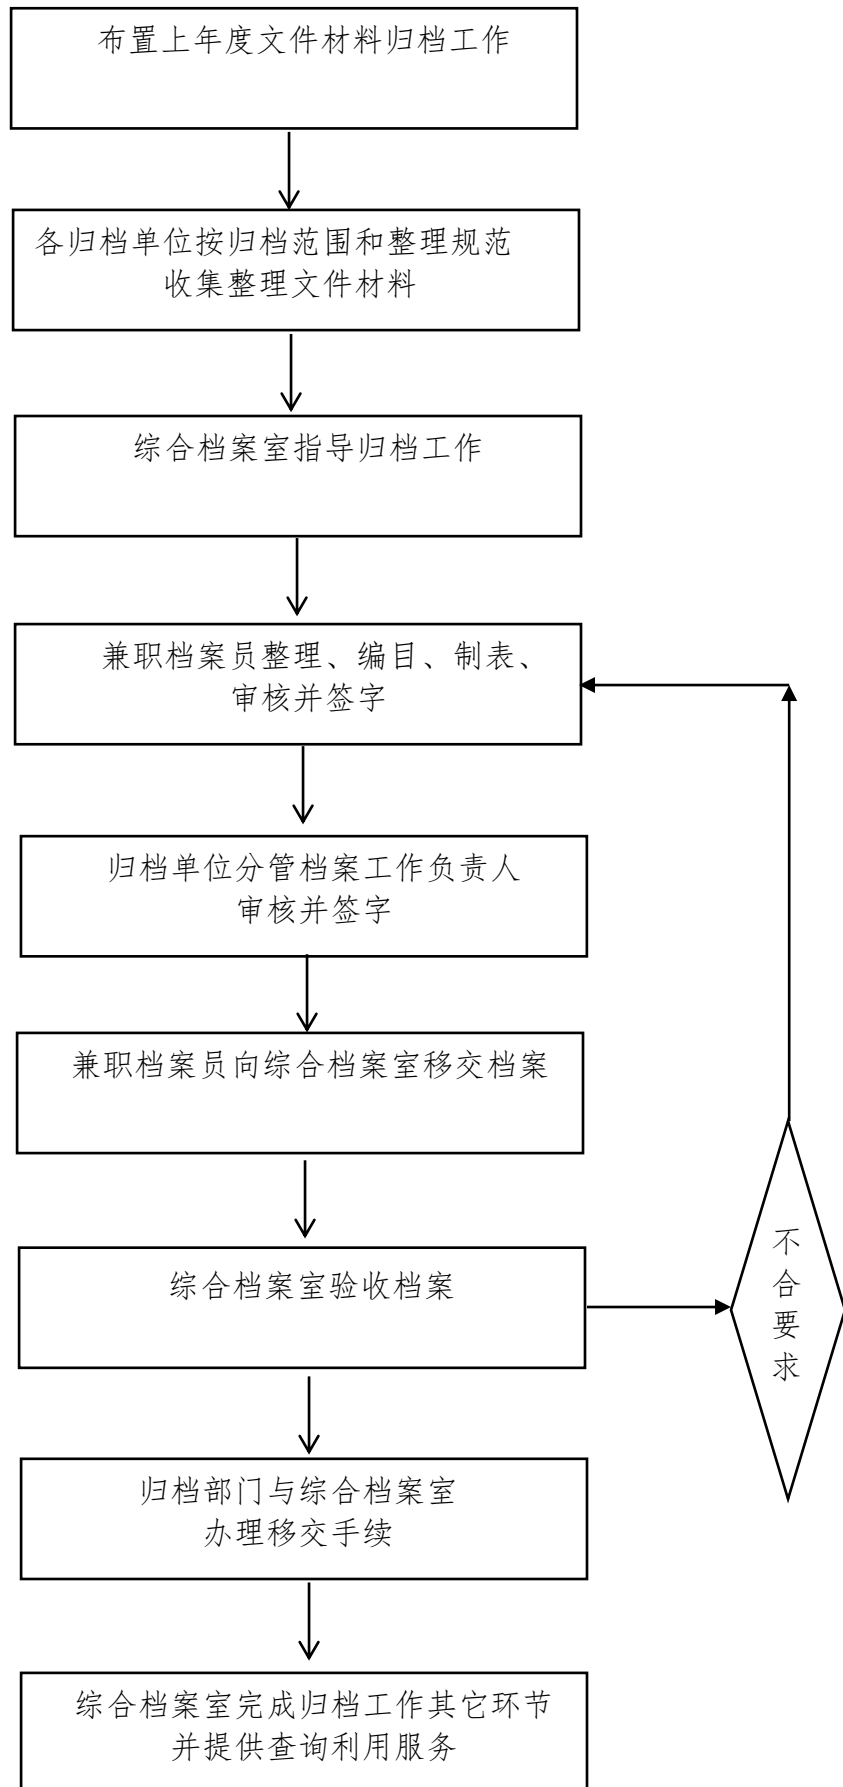 布置上年度文件材料归档工作
各归档单位按归档范围和整理规范
收集整理文件材料
综合档案室指导归档工作
兼职档案员整理、编目、制表、
审核并签字
归档单位分管档案工作负责人
审核并签字
兼职档案员向综合档案室移交档案
综合档案室验收档案
不
合
要
求
归档部门与综合档案室
办理移交手续
综合档案室完成归档工作其它环节
并提供查询利用服务